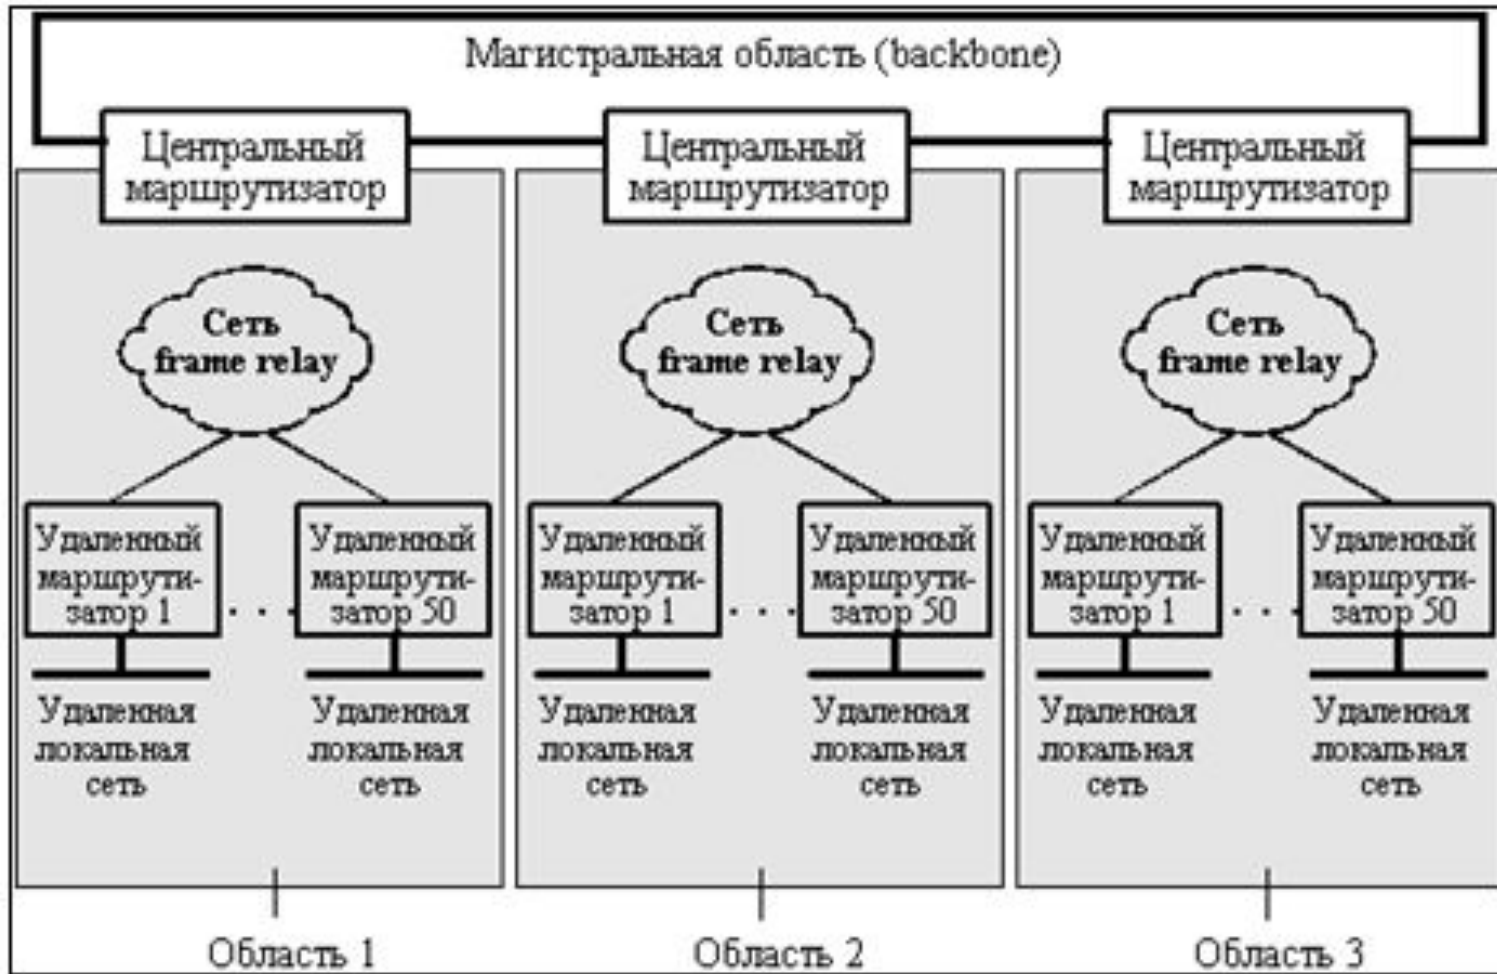 Магистральная область (backbone)
Центральный
маршрутизатор
Центральный
маршрутизатор
Центральный
маршрутизатор
Сеть
frame relay
Сеть
frame relay
Сеть
frame relay
Удаленный
маршрути-
затор 1
. . .
Удаленный
маршрути-
затор 50
Удаленный
маршрути-
затор 1
. . .
Удаленный
маршрути-
затор 50
Удаленный
маршрути-
затор 1
. . .
Удаленный
маршрути-
затор 50
Удаленная
локальная
сеть
Удаленная
локальная
сеть
Удаленная
локальная
сеть
Удаленная
локальная
сеть
Удаленная
локальная
сеть
Удаленная
локальная
сеть
Область 1
Область 2
Область 3